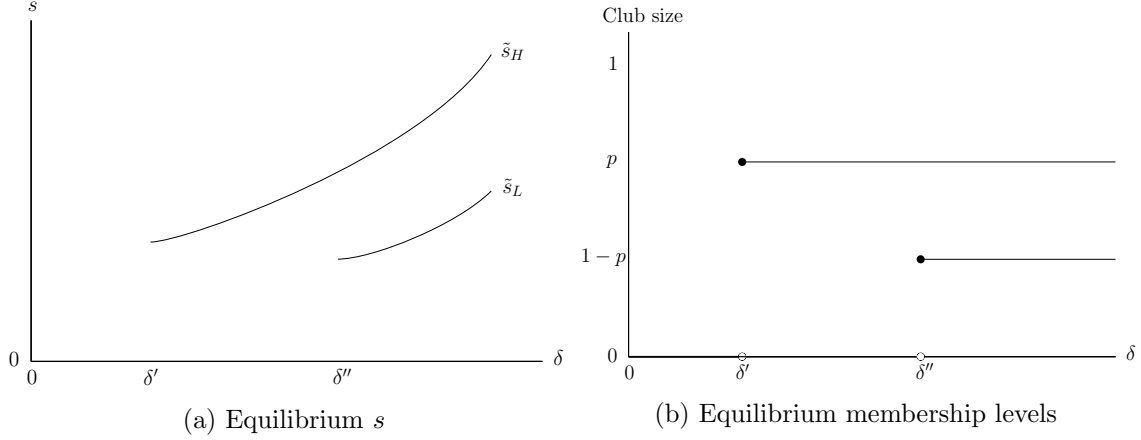 s
s̃_H
s̃_L
0
0
δ′
δ″
δ
(a) Equilibrium s
Club size
1
p
1 − p
0
0
δ′
δ″
δ
(b) Equilibrium membership levels